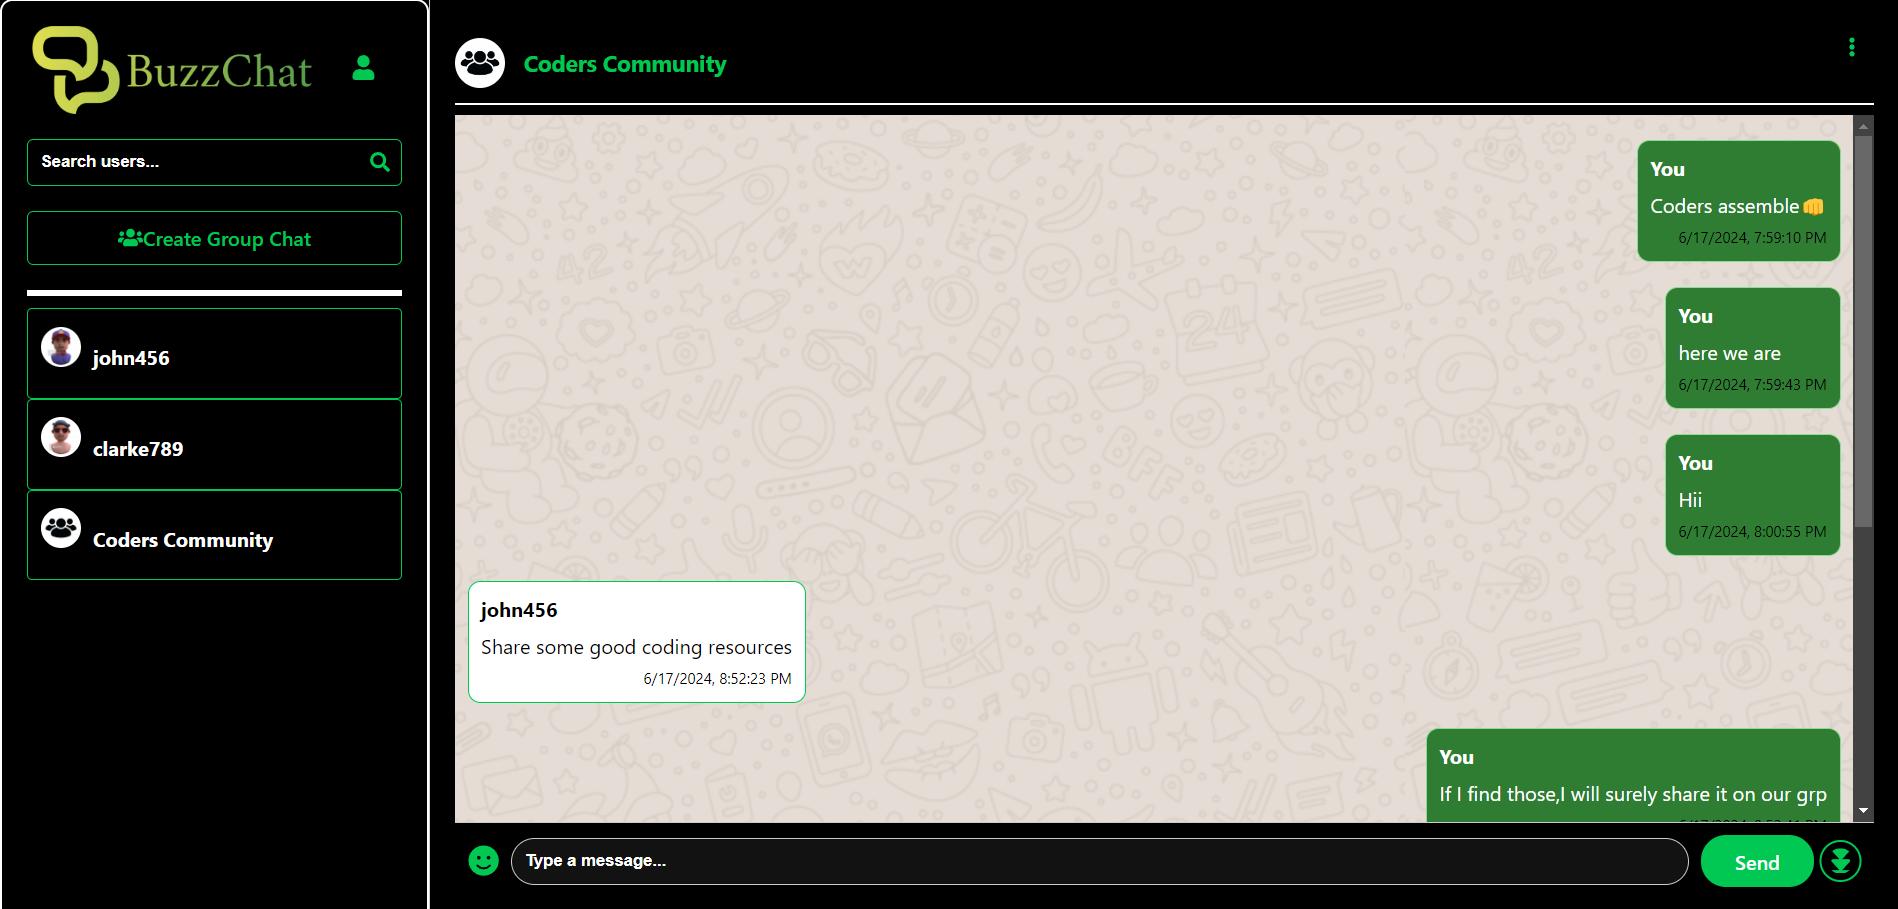 BuzzChat
Search users...
Create Group Chat
john456
clarke789
Coders Community
Coders Community
You
Coders assemble👊
6/17/2024, 7:59:10 PM
You
here we are
6/17/2024, 7:59:43 PM
You
Hii
6/17/2024, 8:00:55 PM
john456
Share some good coding resources
6/17/2024, 8:52:23 PM
You
If I find those,I will surely share it on our grp
Type a message...
Send